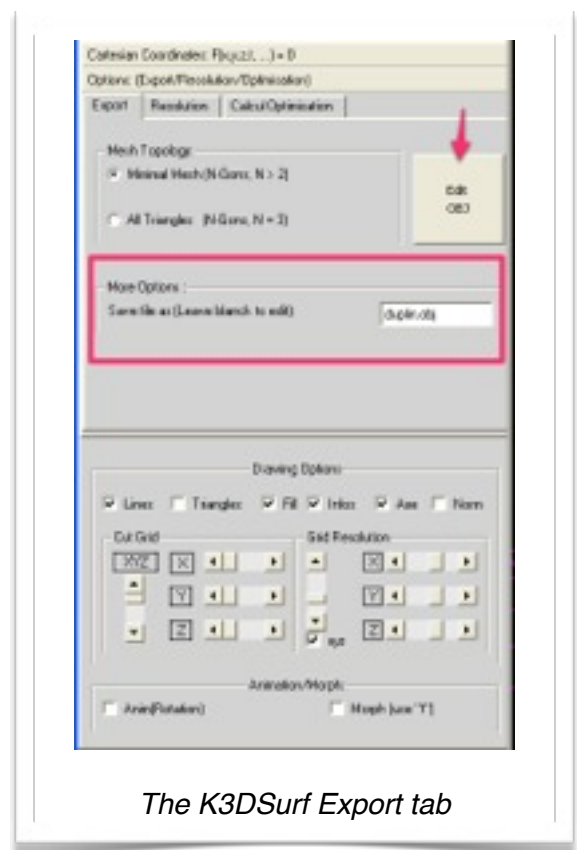 Cartesian Coordinates: F(x,y,z,t, ...) = 0
Options: (Export/Resolution/Optimisation)
Export Resolution Calcul/Optimisation
Mesh Topology
Minimal Mesh (N-Gons, N > 2)
All Triangles (N-Gons, N = 3)
Edit
OBJ
More Options :
Save file as (Leave blanck to edit)
duplin.obj
Drawing Options
Lines Triangles Fill Infos Axe Norm
Cut Grid
Grid Resolution
XYZ X X
Y Y
Z xyz Z
Animation/Morph
Anim(Rotation) Morph (use "t")
The K3DSurf Export tab